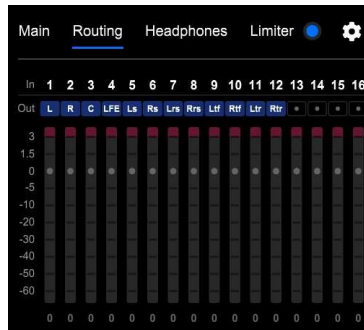 Main Routing Headphones Limiter
In 1 2 3 4 5 6 7 8 9 10 11 12 13 14 15 16
Out L R C LFE Ls Rs Lrs Rrs Ltf Rtf Ltr Rtr
3
1.5
0
-5
-10
-20
-30
-40
-50
-60
0 0 0 0 0 0 0 0 0 0 0 0 0 0 0 0